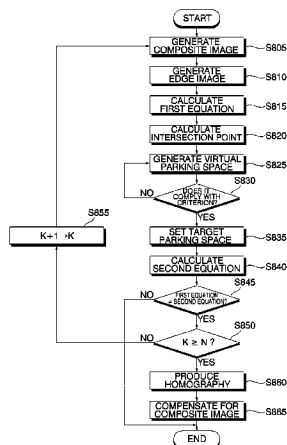 START
GENERATE
COMPOSITE IMAGE
S805
GENERATE
EDGE IMAGE
S810
CALCULATE
FIRST EQUATION
S815
CALCULATE
INTERSECTION POINT
S820
GENERATE VIRTUAL
PARKING SPACE
S825
S830
DOES IT
COMPLY WITH
CRITERION?
NO
YES
S855
K+1→K
SET TARGET
PARKING SPACE
S835
CALCULATE
SECOND EQUATION
S840
S845
NO
FIRST EQUATION
≠ SECOND EQUATION?
YES
S850
NO
K ≥ N ?
YES
PRODUCE
HOMOGRAPHY
S860
COMPENSATE FOR
COMPOSITE IMAGE
S865
END